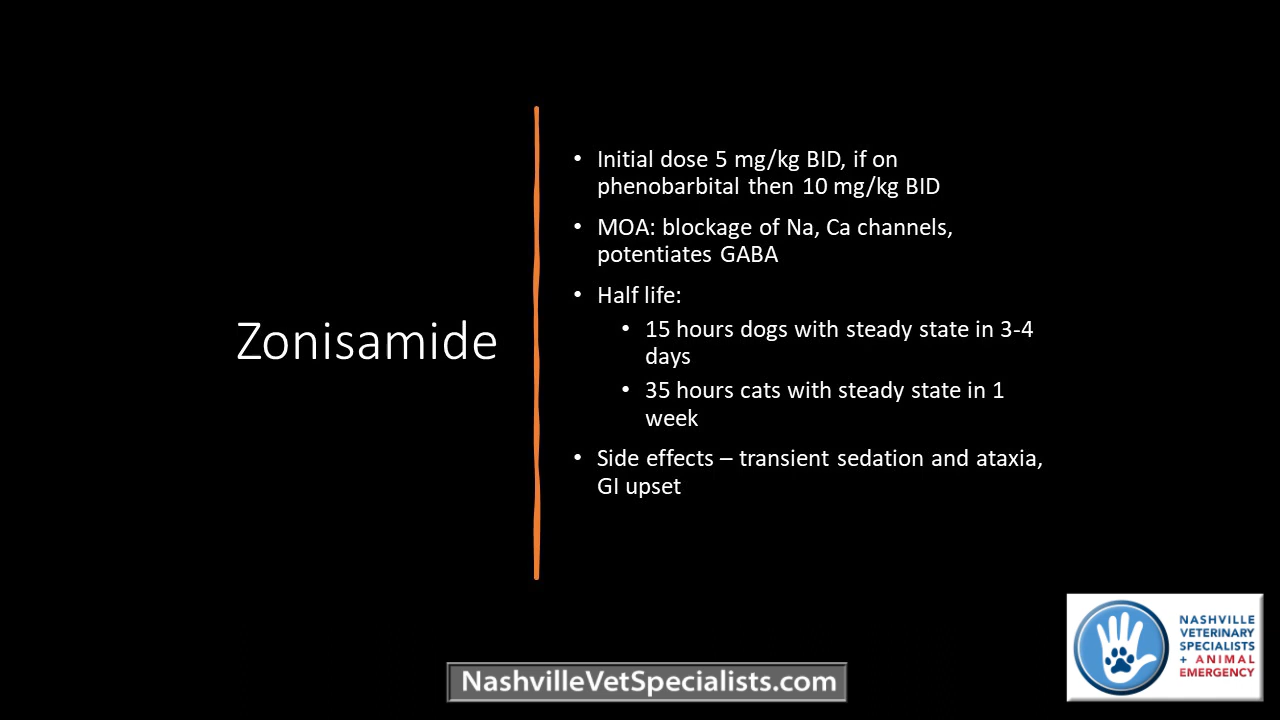 Zonisamide
• Initial dose 5 mg/kg BID, if on
phenobarbital then 10 mg/kg BID
• MOA: blockage of Na, Ca channels,
potentiates GABA
• Half life:
• 15 hours dogs with steady state in 3-4
days
• 35 hours cats with steady state in 1
week
• Side effects – transient sedation and ataxia,
GI upset
NASHVILLE
VETERINARY
SPECIALISTS
+ ANIMAL
EMERGENCY
NashvilleVetSpecialists.com